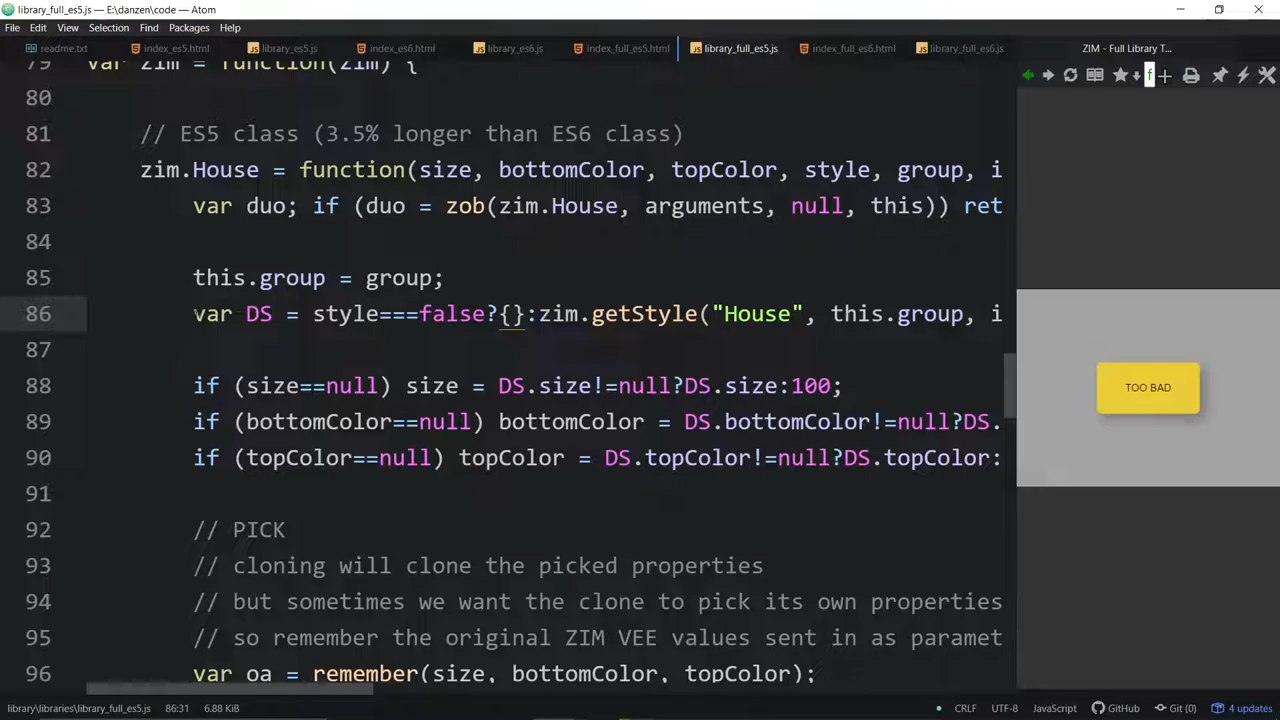 library_full_es5.js — E:\danzen\code — Atom
File Edit View Selection Find Packages Help
readme.txt index_es5.html library_es5.js index_es6.html library_es6.js index_full_es5.html library_full_es5.js index_full_es6.html library_full_es6.js ZIM - Full Library T...
79 var zim = function(zim) {
80
81 // ES5 class (3.5% longer than ES6 class)
82 zim.House = function(size, bottomColor, topColor, style, group, i
83 var duo; if (duo = zob(zim.House, arguments, null, this)) ret
84
85 this.group = group;
86 var DS = style===false?{}:zim.getStyle("House", this.group, i
87
88 if (size==null) size = DS.size!=null?DS.size:100;
89 if (bottomColor==null) bottomColor = DS.bottomColor!=null?DS.
90 if (topColor==null) topColor = DS.topColor!=null?DS.topColor:
91
92 // PICK
93 // cloning will clone the picked properties
94 // but sometimes we want the clone to pick its own properties
95 // so remember the original ZIM VEE values sent in as paramet
96 var oa = remember(size, bottomColor, topColor);
f
TOO BAD
library\libraries\library_full_es5.js 86:31 6.88 KiB CRLF UTF-8 JavaScript GitHub Git (0) 4 updates